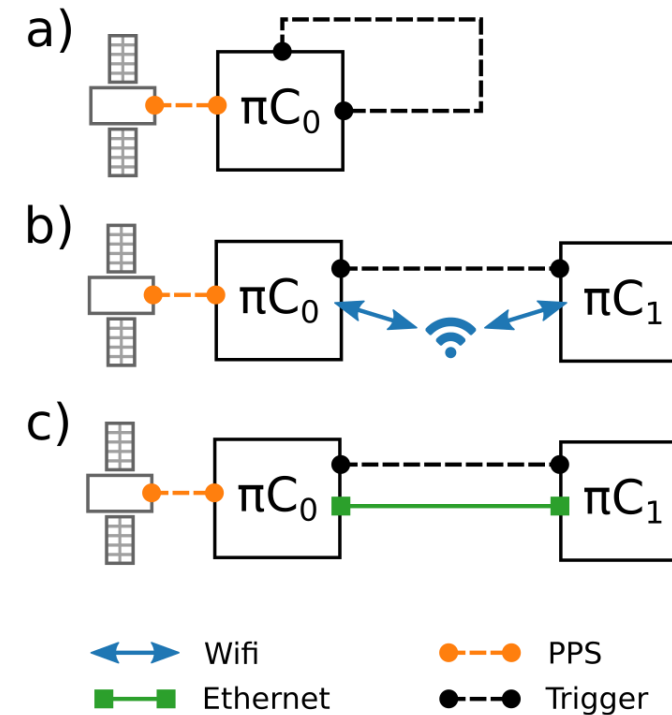 a)
πC₀
b)
πC₀ πC₁
c)
πC₀ πC₁
Wifi PPS
Ethernet Trigger